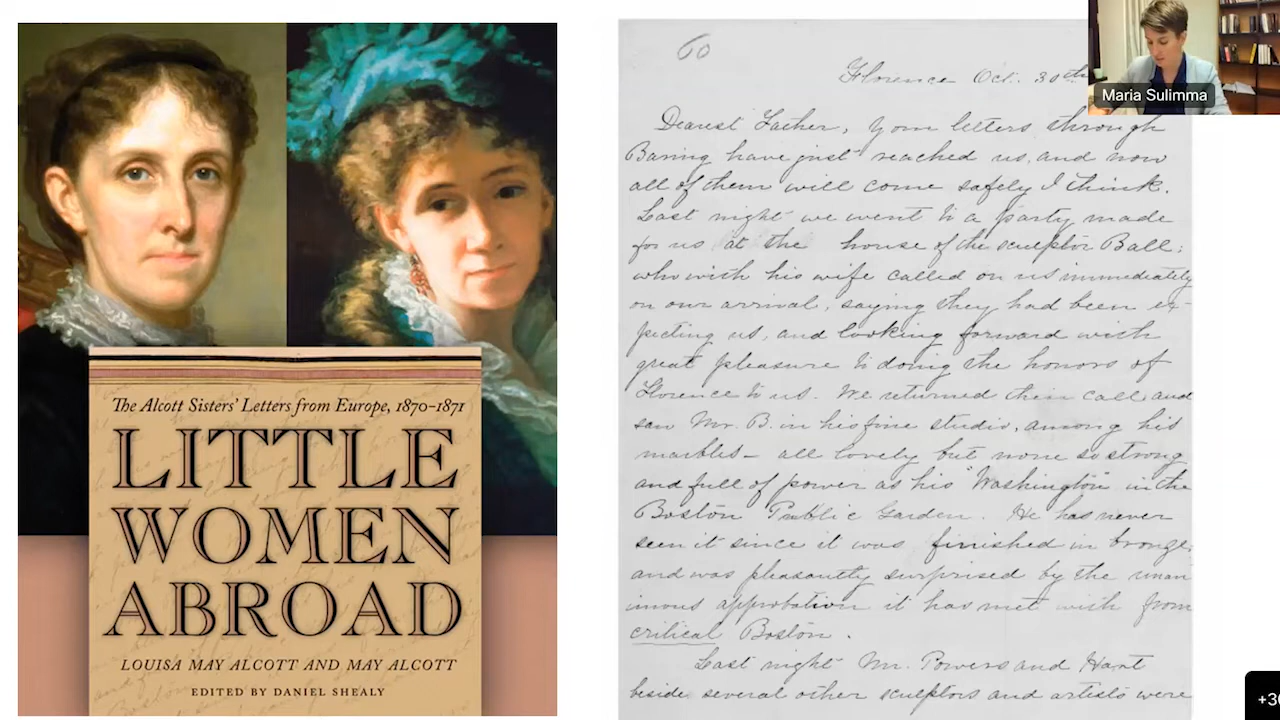 The Alcott Sisters' Letters from Europe, 1870–1871
LITTLE
WOMEN
ABROAD
LOUISA MAY ALCOTT AND MAY ALCOTT
EDITED BY DANIEL SHEALY
60
Florence Oct. 30th
Dearest Father, Your letters through
Baring have just reached us, and now
all of them will come safely I think.
Last night we went to a party made
for us, at the house of the sculptor Ball;
who with his wife called on us immediately
on our arrival, saying they had been ex-
pecting us, and looking forward with
great pleasure to doing the honors of
Florence to us. We returned their call and
saw Mr. B. in his fine studio, among his
marbles – all lovely but none so strong
and full of power as his "Washington" in the
Boston Public Garden. He has never
seen it since it was finished in bronze,
and was pleasantly surprised by the unan
imous approbation it has met with from
critical Boston.
Last night Mr. Powers and Hart
beside several other sculptors and artists were
Maria Sulimma
+30